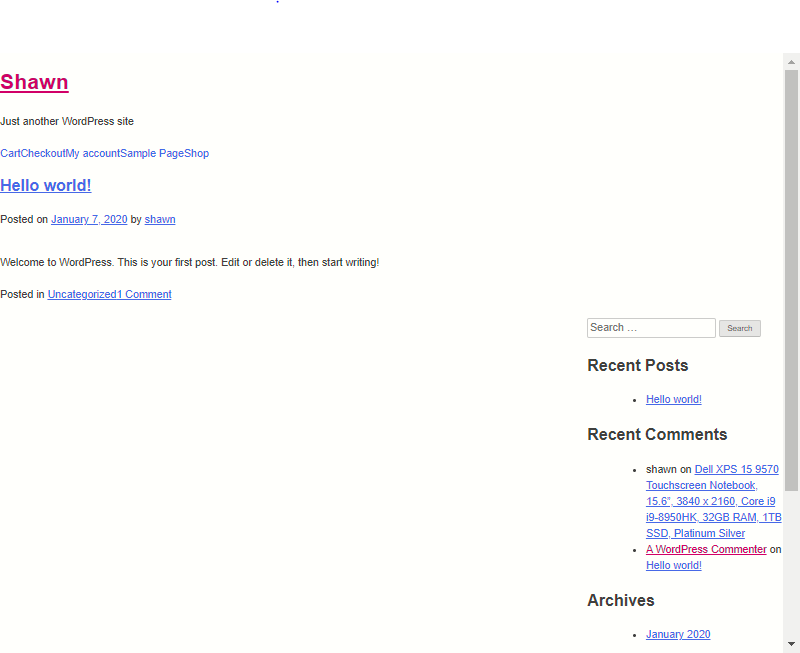 Shawn
Just another WordPress site
CartCheckoutMy accountSample PageShop
Hello world!
Posted on January 7, 2020 by shawn
Welcome to WordPress. This is your first post. Edit or delete it, then start writing!
Posted in Uncategorized1 Comment
Search …
Search
Recent Posts
Hello world!
Recent Comments
shawn on Dell XPS 15 9570
Touchscreen Notebook,
15.6", 3840 x 2160, Core i9
i9-8950HK, 32GB RAM, 1TB
SSD, Platinum Silver
A WordPress Commenter on
Hello world!
Archives
January 2020